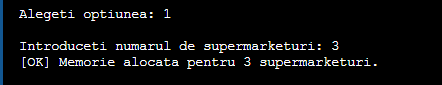 Alegeti optiunea: 1
Introduceti numarul de supermarketuri: 3
[OK] Memorie alocata pentru 3 supermarketuri.